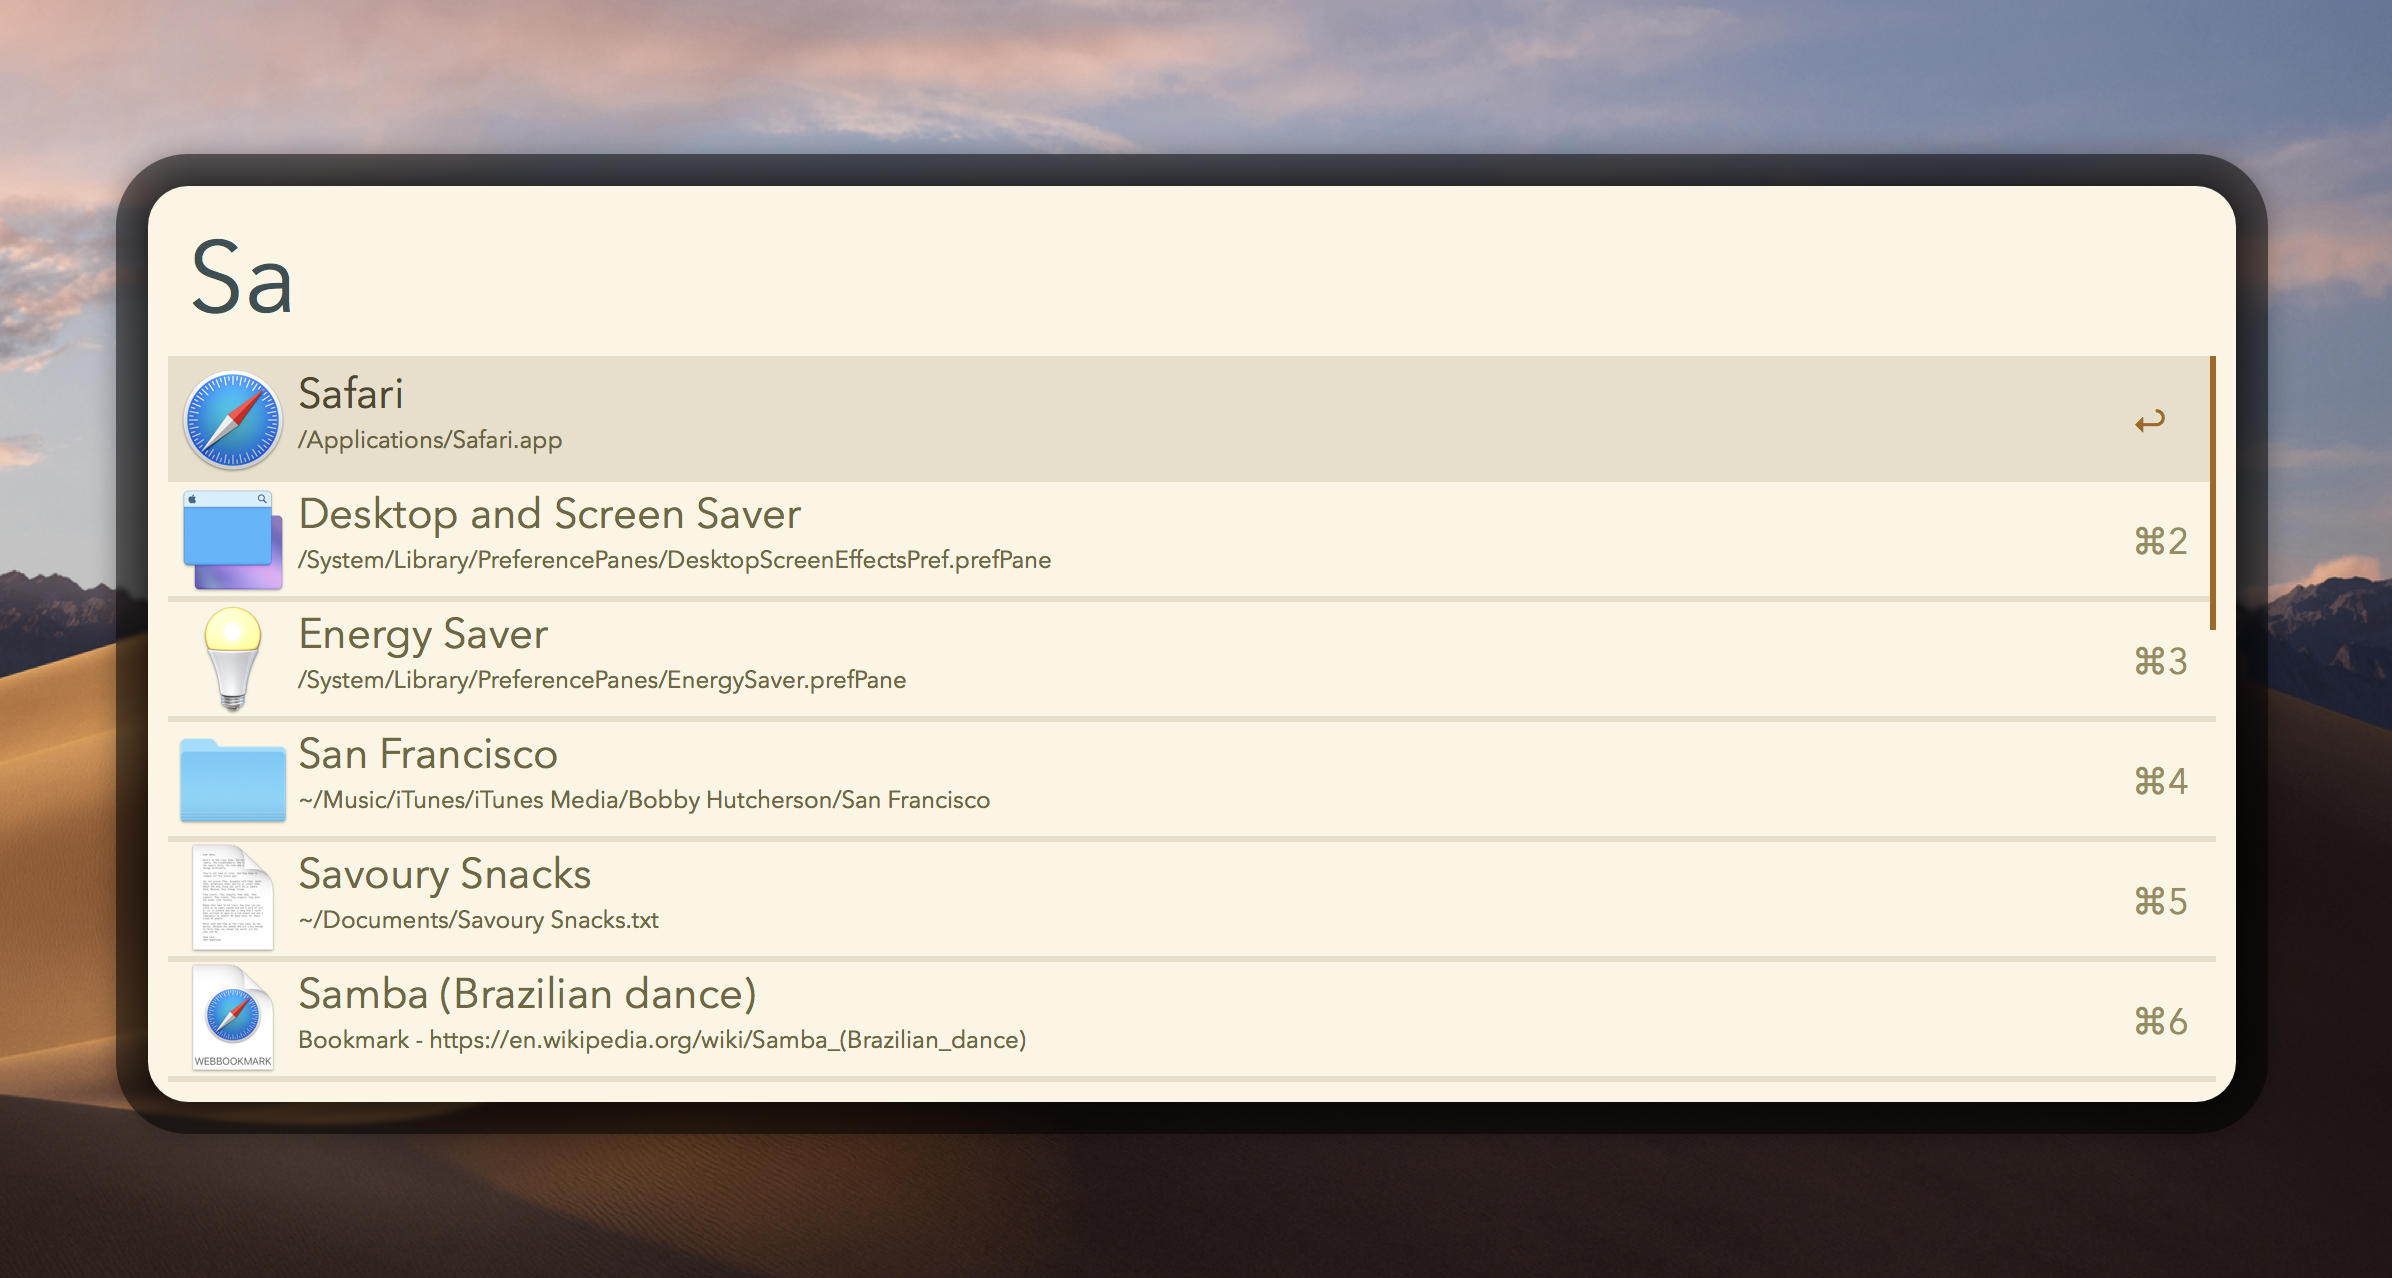 Sa
Safari
/Applications/Safari.app
↩
Desktop and Screen Saver
/System/Library/PreferencePanes/DesktopScreenEffectsPref.prefPane
⌘2
Energy Saver
/System/Library/PreferencePanes/EnergySaver.prefPane
⌘3
San Francisco
~/Music/iTunes/iTunes Media/Bobby Hutcherson/San Francisco
⌘4
Savoury Snacks
~/Documents/Savoury Snacks.txt
⌘5
Samba (Brazilian dance)
Bookmark - https://en.wikipedia.org/wiki/Samba_(Brazilian_dance)
⌘6
WEBBOOKMARK